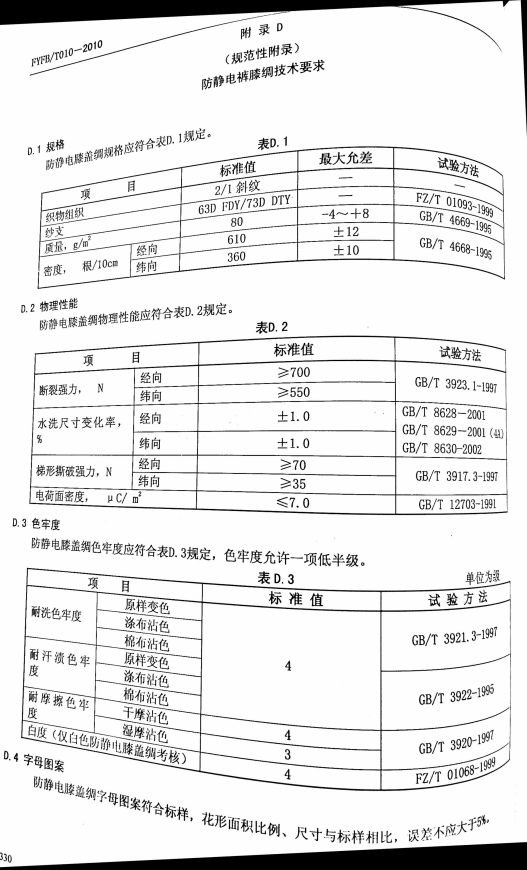 FYFB/T010—2010
附 录 D
（规范性附录）
防静电裤膝绸技术要求
D.1 规格
防静电膝盖绸规格应符合表D.1规定。
表D.1
项 目 标准值 最大允差 试验方法
织物组织 2/1 斜纹 — —
纱支 63D FDY/73D DTY — FZ/T 01093-1999
质量，g/m² 80 -4～+8 GB/T 4669-1995
密度， 根/10cm 经向 610 ±12 GB/T 4668-1995
纬向 360 ±10
D.2 物理性能
防静电膝盖绸物理性能应符合表D.2规定。
表D.2
项 目 标准值 试验方法
断裂强力， N 经向 ≥700 GB/T 3923.1-1997
纬向 ≥550
水洗尺寸变化率，% 经向 ±1.0 GB/T 8628—2001
GB/T 8629—2001 (4A)
纬向 ±1.0 GB/T 8630-2002
梯形撕破强力，N 经向 ≥70 GB/T 3917.3-1997
纬向 ≥35
电荷面密度， μC/ m² ≤7.0 GB/T 12703-1991
D.3 色牢度
防静电膝盖绸色牢度应符合表D.3规定，色牢度允许一项低半级。
表 D.3
单位为级
项 目 标 准 值 试 验 方 法
耐洗色牢度 原样变色 4 GB/T 3921.3-1997
涤布沾色
棉布沾色
耐汗渍色牢度 原样变色 GB/T 3922-1995
涤布沾色
棉布沾色
耐摩擦色牢度 干摩沾色 4 GB/T 3920-1997
湿摩沾色 3
白度（仅白色防静电膝盖绸考核） 4 FZ/T 01068-1999
D.4 字母图案
防静电膝盖绸字母图案符合标样，花形面积比例、尺寸与标样相比，误差不应大于5%。
330